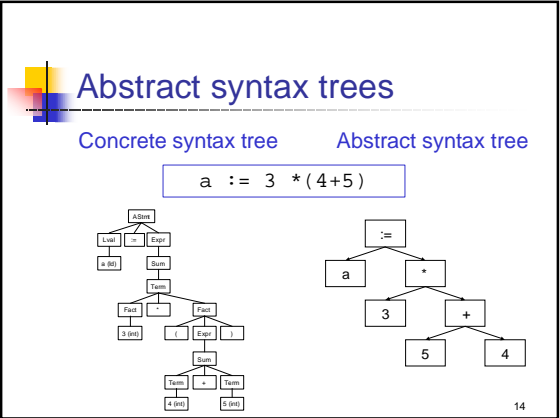 Abstract syntax trees
Concrete syntax tree
Abstract syntax tree
a := 3 *(4+5)
AStmt
Lval := Expr
a (Id) Sum
Term
Fact * Fact
3 (int) ( Expr )
Sum
Term + Term
4 (int) 5 (int)
:=
a *
3 +
5 4
14